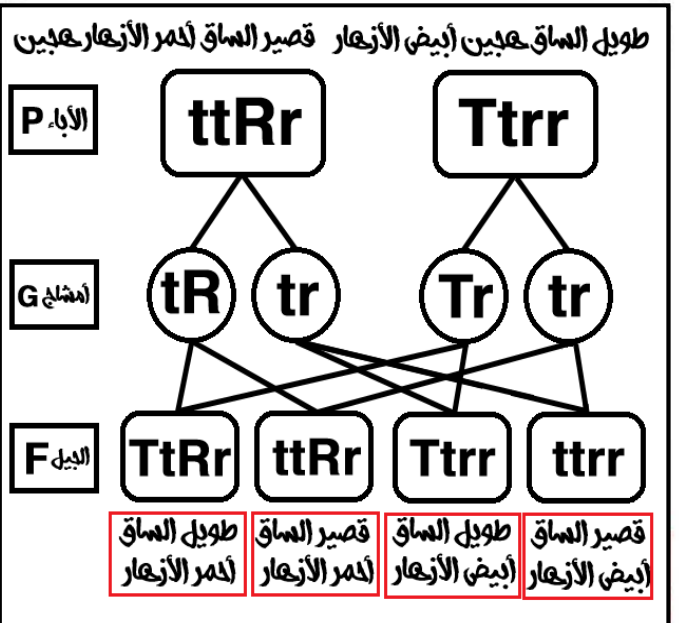 طويل الساق هجين أبيض الأزهار قصير الساق أحمر الأزهار هجين
الأباء P ttRr Ttrr
أمشاج G tR tr Tr tr
الجيل F TtRr ttRr Ttrr ttrr
طويل الساق قصير الساق طويل الساق قصير الساق
أحمر الأزهار أحمر الأزهار أبيض الأزهار أبيض الأزهار